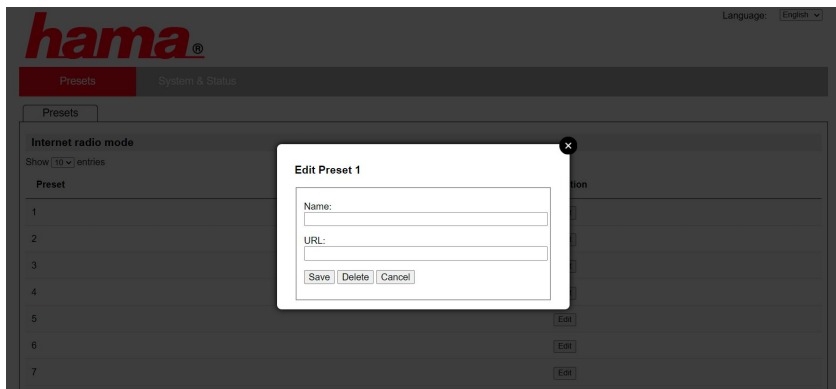 Language: English
hama®
Presets System & Status
Presets
Internet radio mode
Show 10 entries
Preset tion
1
2
3
4
5 Edit
6 Edit
7 Edit
Edit Preset 1
Name:
URL:
Save Delete Cancel